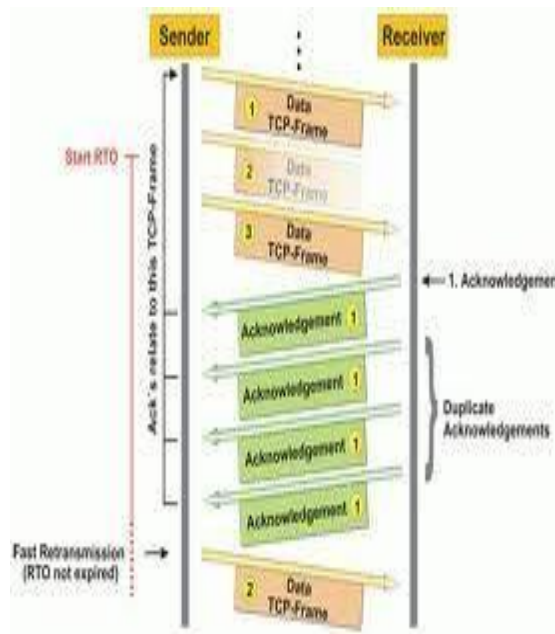 Sender
Receiver
1
Data
TCP-Frame
Start RTO
2
Data
TCP-Frame
3
Data
TCP-Frame
Ack`s relate to this TCP-Frame
1. Acknowledgemen
Acknowledgement 1
Acknowledgement 1
Acknowledgement 1
Acknowledgement 1
Duplicate
Acknowledgements
Fast Retransmission
(RTO not expired)
2
Data
TCP-Frame